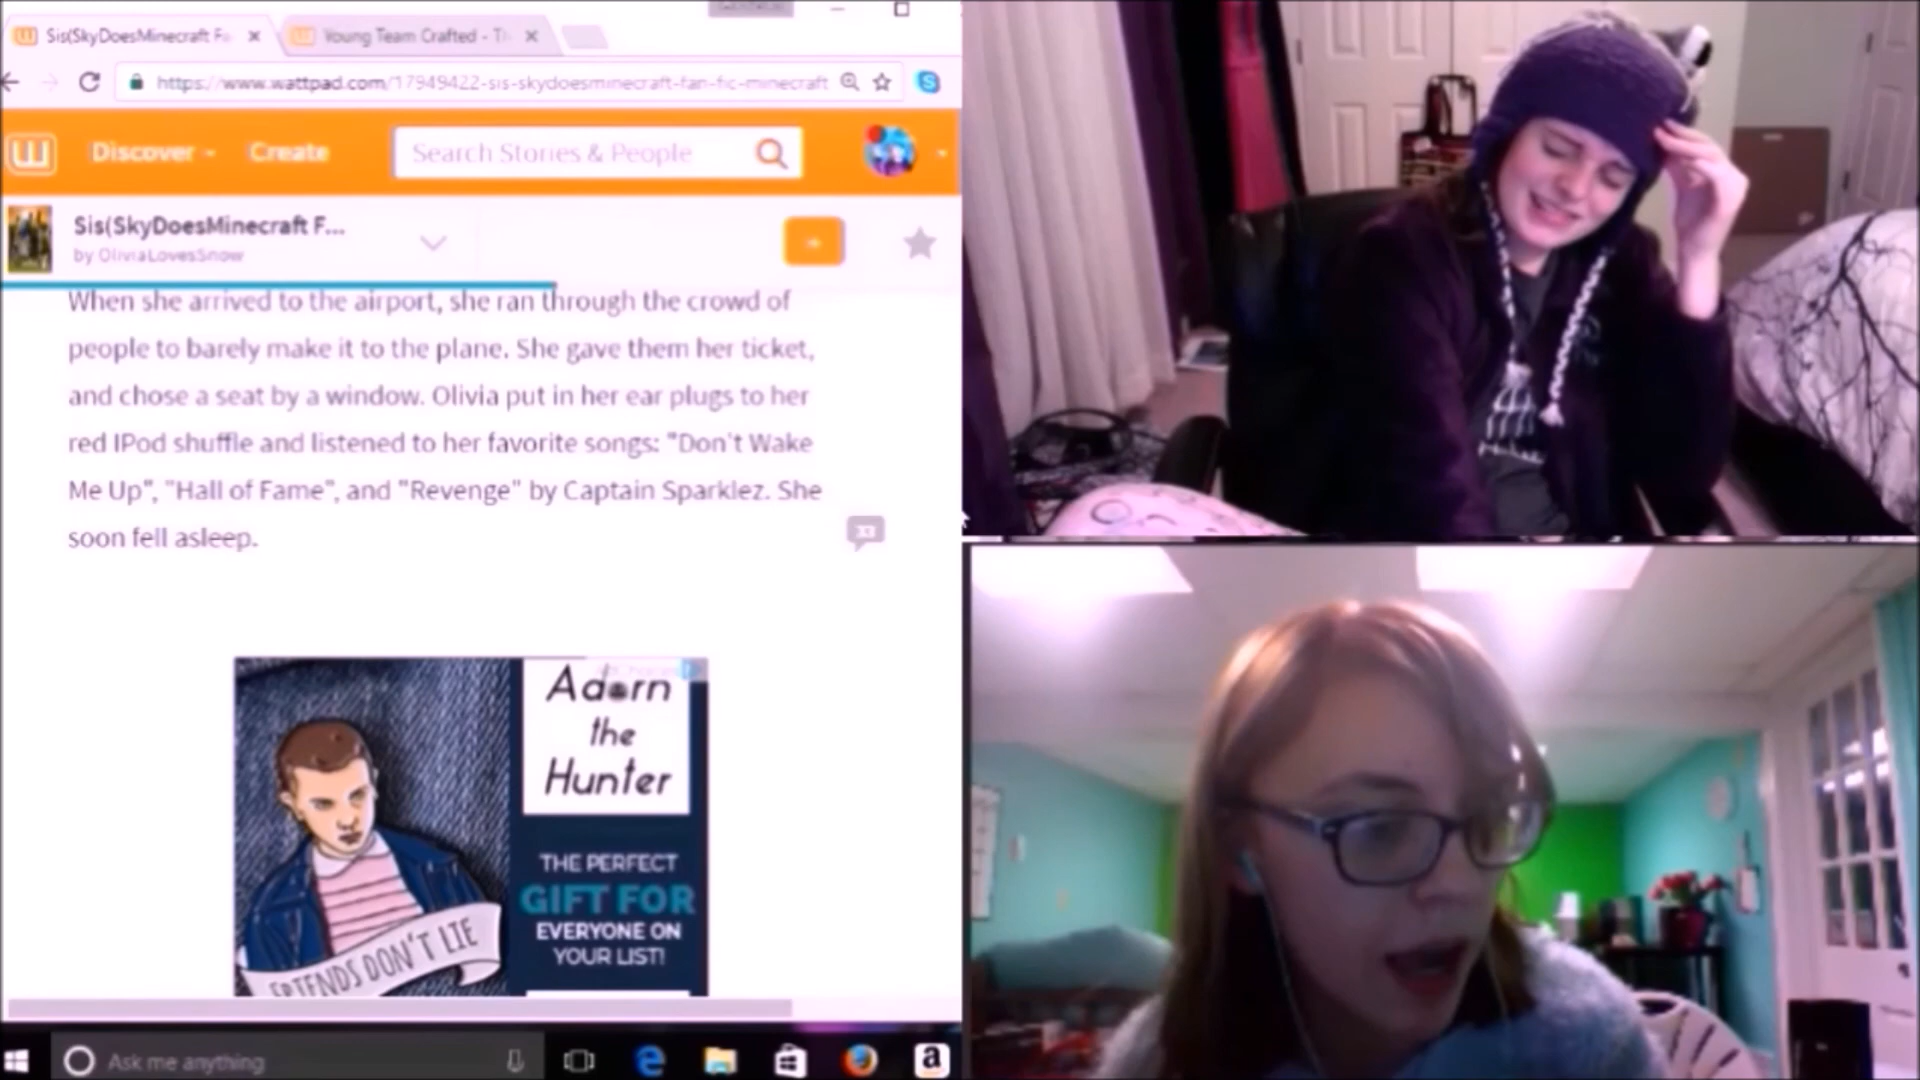 Sis(SkyDoesMinecraft Fa
Young Team Crafted - Th
https://www.wattpad.com/17949422-sis-skydoesminecraft-fan-fic-minecraft
Discover
Create
Search Stories & People
Sis(SkyDoesMinecraft F...
by OliviaLovesSnow
When she arrived to the airport, she ran through the crowd of
people to barely make it to the plane. She gave them her ticket,
and chose a seat by a window. Olivia put in her ear plugs to her
red IPod shuffle and listened to her favorite songs: "Don't Wake
Me Up", "Hall of Fame", and "Revenge" by Captain Sparklez. She
soon fell asleep.
Adorn
the
Hunter
THE PERFECT
GIFT FOR
EVERYONE ON
YOUR LIST!
FRIENDS DON'T LIE
Ask me anything